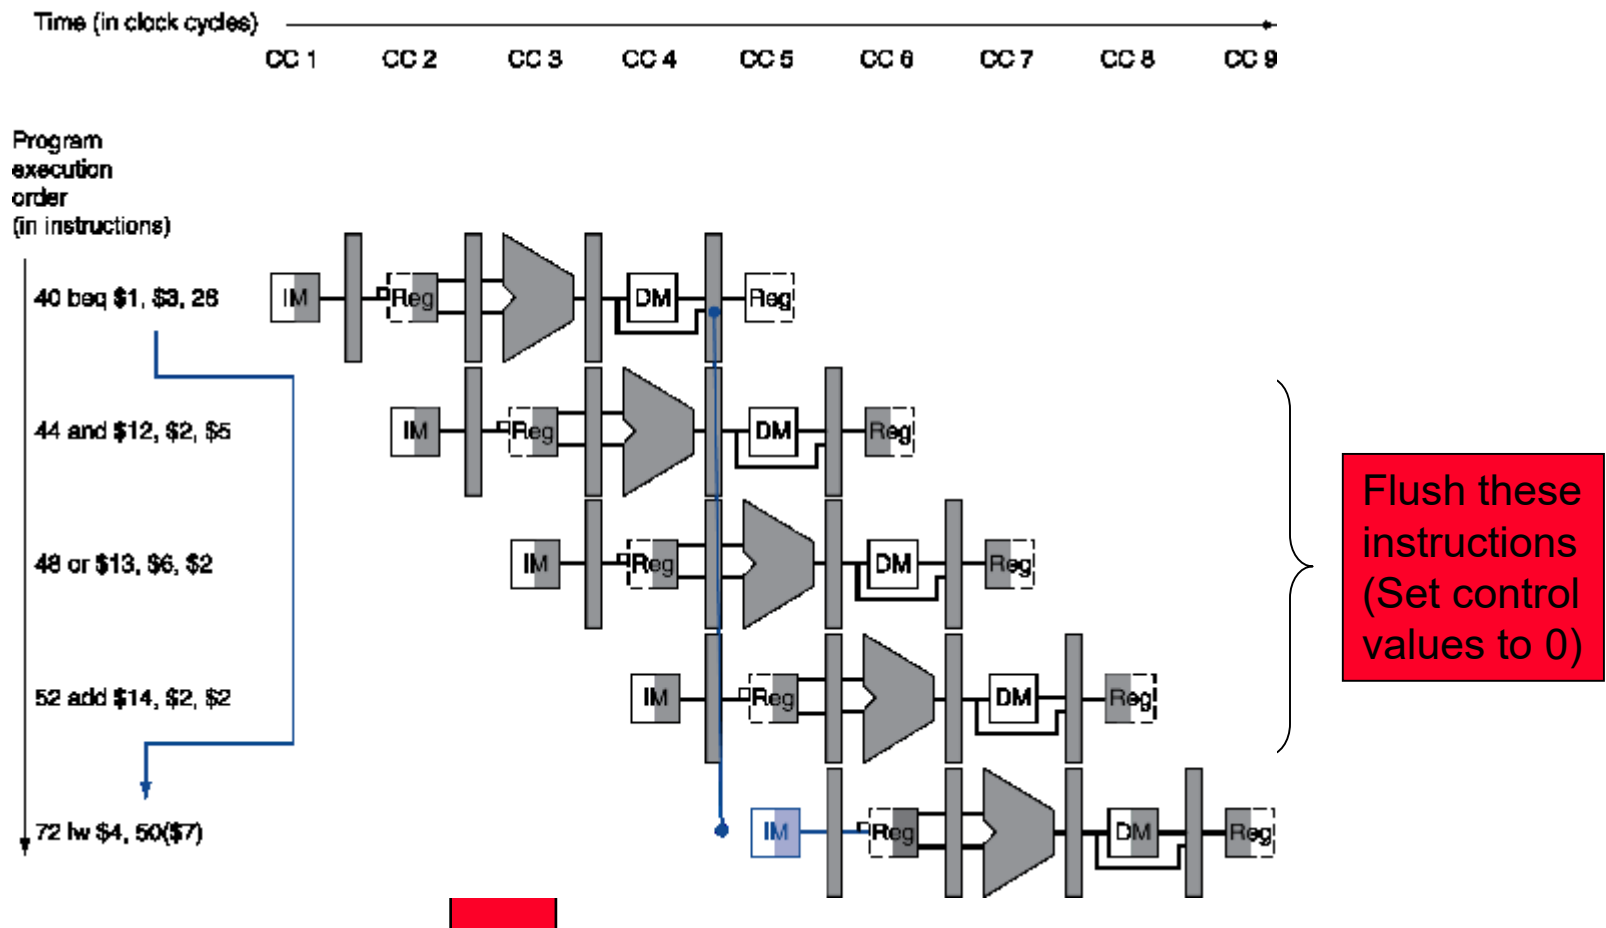 Time (in clock cycles)
CC 1 CC 2 CC 3 CC 4 CC 5 CC 6 CC 7 CC 8 CC 9
Program
execution
order
(in instructions)
40 beq $1, $3, 28
IM Reg DM Reg
44 and $12, $2, $5
IM Reg DM Reg
48 or $13, $6, $2
IM Reg DM Reg
52 add $14, $2, $2
IM Reg DM Reg
72 lw $4, 50($7)
IM Reg DM Reg
Flush these
instructions
(Set control
values to 0)